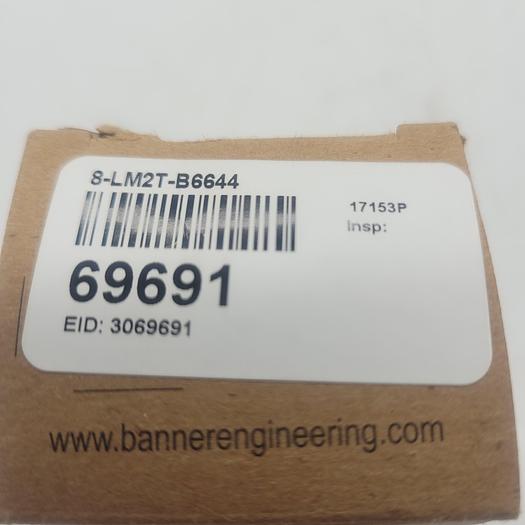 8-LM2T-B6644
17153P
Insp:
69691
EID: 3069691
www.bannerengineering.com